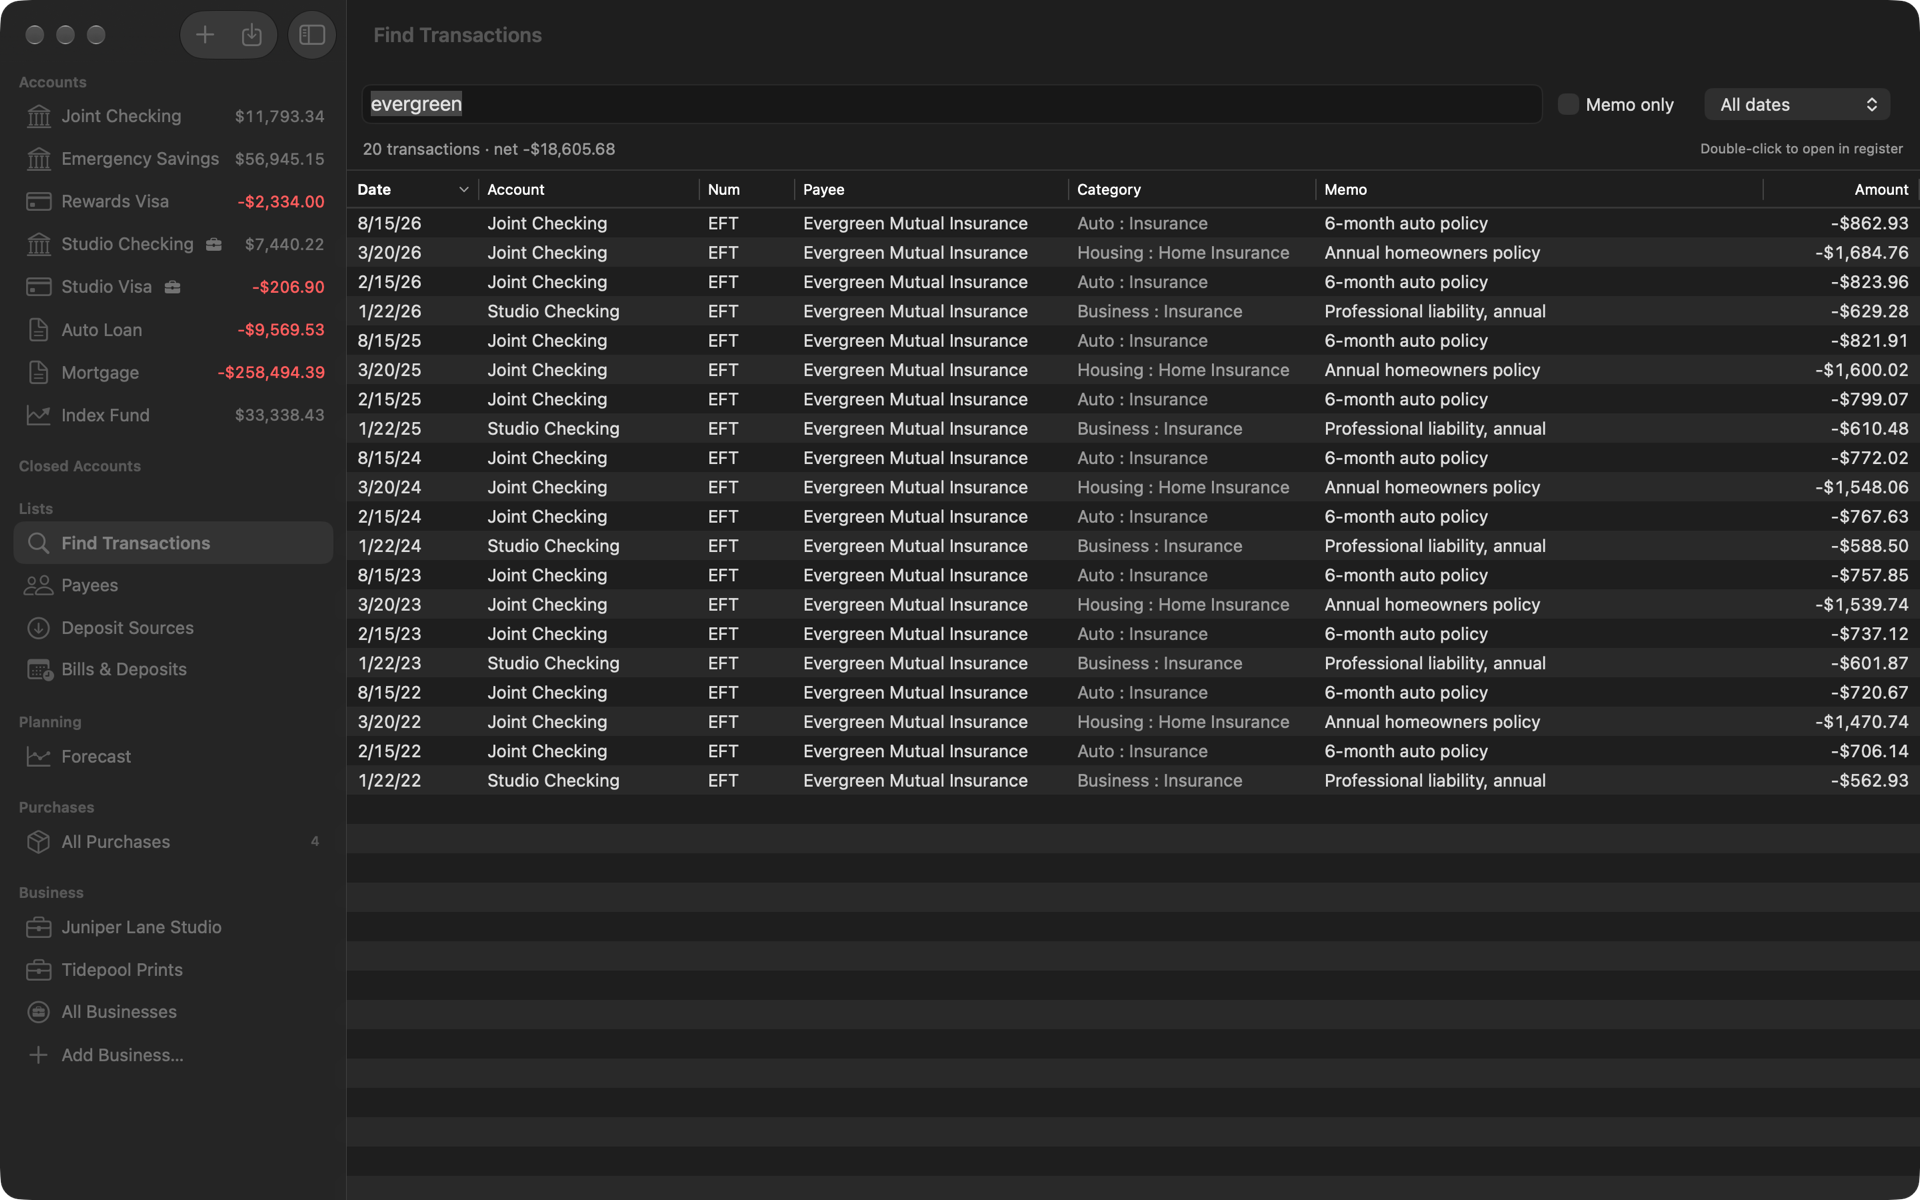 Find Transactions
Accounts
Joint Checking $11,793.34
Emergency Savings $56,945.15
Rewards Visa -$2,334.00
Studio Checking $7,440.22
Studio Visa -$206.90
Auto Loan -$9,569.53
Mortgage -$258,494.39
Index Fund $33,338.43
Closed Accounts
Lists
Find Transactions
Payees
Deposit Sources
Bills & Deposits
Planning
Forecast
Purchases
All Purchases 4
Business
Juniper Lane Studio
Tidepool Prints
All Businesses
Add Business...
evergreen
Memo only
All dates
20 transactions · net -$18,605.68
Double-click to open in register
Date Account Num Payee Category Memo Amount
8/15/26 Joint Checking EFT Evergreen Mutual Insurance Auto : Insurance 6-month auto policy -$862.93
3/20/26 Joint Checking EFT Evergreen Mutual Insurance Housing : Home Insurance Annual homeowners policy -$1,684.76
2/15/26 Joint Checking EFT Evergreen Mutual Insurance Auto : Insurance 6-month auto policy -$823.96
1/22/26 Studio Checking EFT Evergreen Mutual Insurance Business : Insurance Professional liability, annual -$629.28
8/15/25 Joint Checking EFT Evergreen Mutual Insurance Auto : Insurance 6-month auto policy -$821.91
3/20/25 Joint Checking EFT Evergreen Mutual Insurance Housing : Home Insurance Annual homeowners policy -$1,600.02
2/15/25 Joint Checking EFT Evergreen Mutual Insurance Auto : Insurance 6-month auto policy -$799.07
1/22/25 Studio Checking EFT Evergreen Mutual Insurance Business : Insurance Professional liability, annual -$610.48
8/15/24 Joint Checking EFT Evergreen Mutual Insurance Auto : Insurance 6-month auto policy -$772.02
3/20/24 Joint Checking EFT Evergreen Mutual Insurance Housing : Home Insurance Annual homeowners policy -$1,548.06
2/15/24 Joint Checking EFT Evergreen Mutual Insurance Auto : Insurance 6-month auto policy -$767.63
1/22/24 Studio Checking EFT Evergreen Mutual Insurance Business : Insurance Professional liability, annual -$588.50
8/15/23 Joint Checking EFT Evergreen Mutual Insurance Auto : Insurance 6-month auto policy -$757.85
3/20/23 Joint Checking EFT Evergreen Mutual Insurance Housing : Home Insurance Annual homeowners policy -$1,539.74
2/15/23 Joint Checking EFT Evergreen Mutual Insurance Auto : Insurance 6-month auto policy -$737.12
1/22/23 Studio Checking EFT Evergreen Mutual Insurance Business : Insurance Professional liability, annual -$601.87
8/15/22 Joint Checking EFT Evergreen Mutual Insurance Auto : Insurance 6-month auto policy -$720.67
3/20/22 Joint Checking EFT Evergreen Mutual Insurance Housing : Home Insurance Annual homeowners policy -$1,470.74
2/15/22 Joint Checking EFT Evergreen Mutual Insurance Auto : Insurance 6-month auto policy -$706.14
1/22/22 Studio Checking EFT Evergreen Mutual Insurance Business : Insurance Professional liability, annual -$562.93